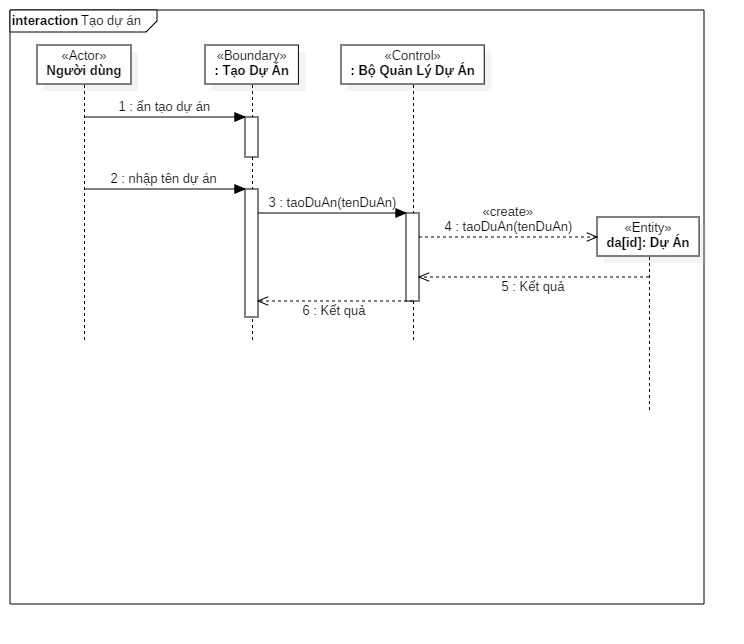 interaction Tạo dự án
«Actor»
Người dùng
«Boundary»
: Tạo Dự Ấn
«Control»
: Bộ Quản Lý Dự Án
1 : ấn tạo dự án
2 : nhập tên dự án
3 : taoDuAn(tenDuAn)
«create»
4 : taoDuAn(tenDuAn)
«Entity»
da[id]: Dự Án
5 : Kết quả
6 : Kết quả